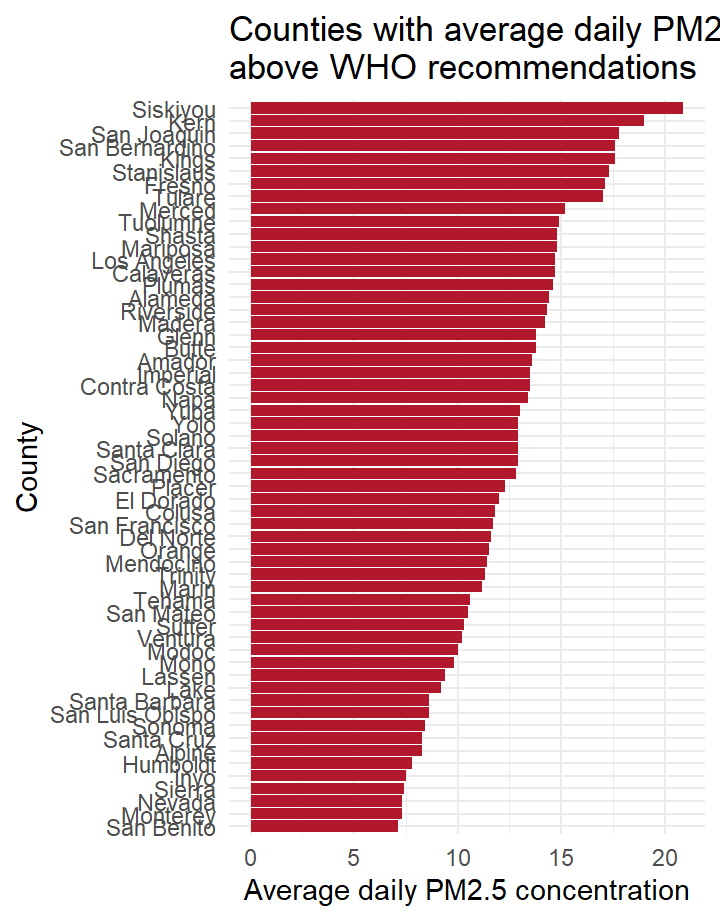 Counties with average daily PM2
above WHO recommendations
Siskiyou
Kern
San Joaquin
San Bernardino
Kings
Stanislaus
Fresno
Tulare
Merced
Tuolumne
Shasta
Mariposa
Los Angeles
Calaveras
Plumas
Alameda
Riverside
Madera
Glenn
Butte
Amador
Imperial
Contra Costa
Napa
Yuba
Yolo
Solano
Santa Clara
San Diego
Sacramento
Placer
El Dorado
Colusa
San Francisco
Del Norte
Orange
Mendocino
Trinity
Marin
Tehama
San Mateo
Sutter
Ventura
Modoc
Mono
Lassen
Lake
Santa Barbara
San Luis Obispo
Sonoma
Santa Cruz
Alpine
Humboldt
Inyo
Sierra
Nevada
Monterey
San Benito
County
0 5 10 15 20
Average daily PM2.5 concentration